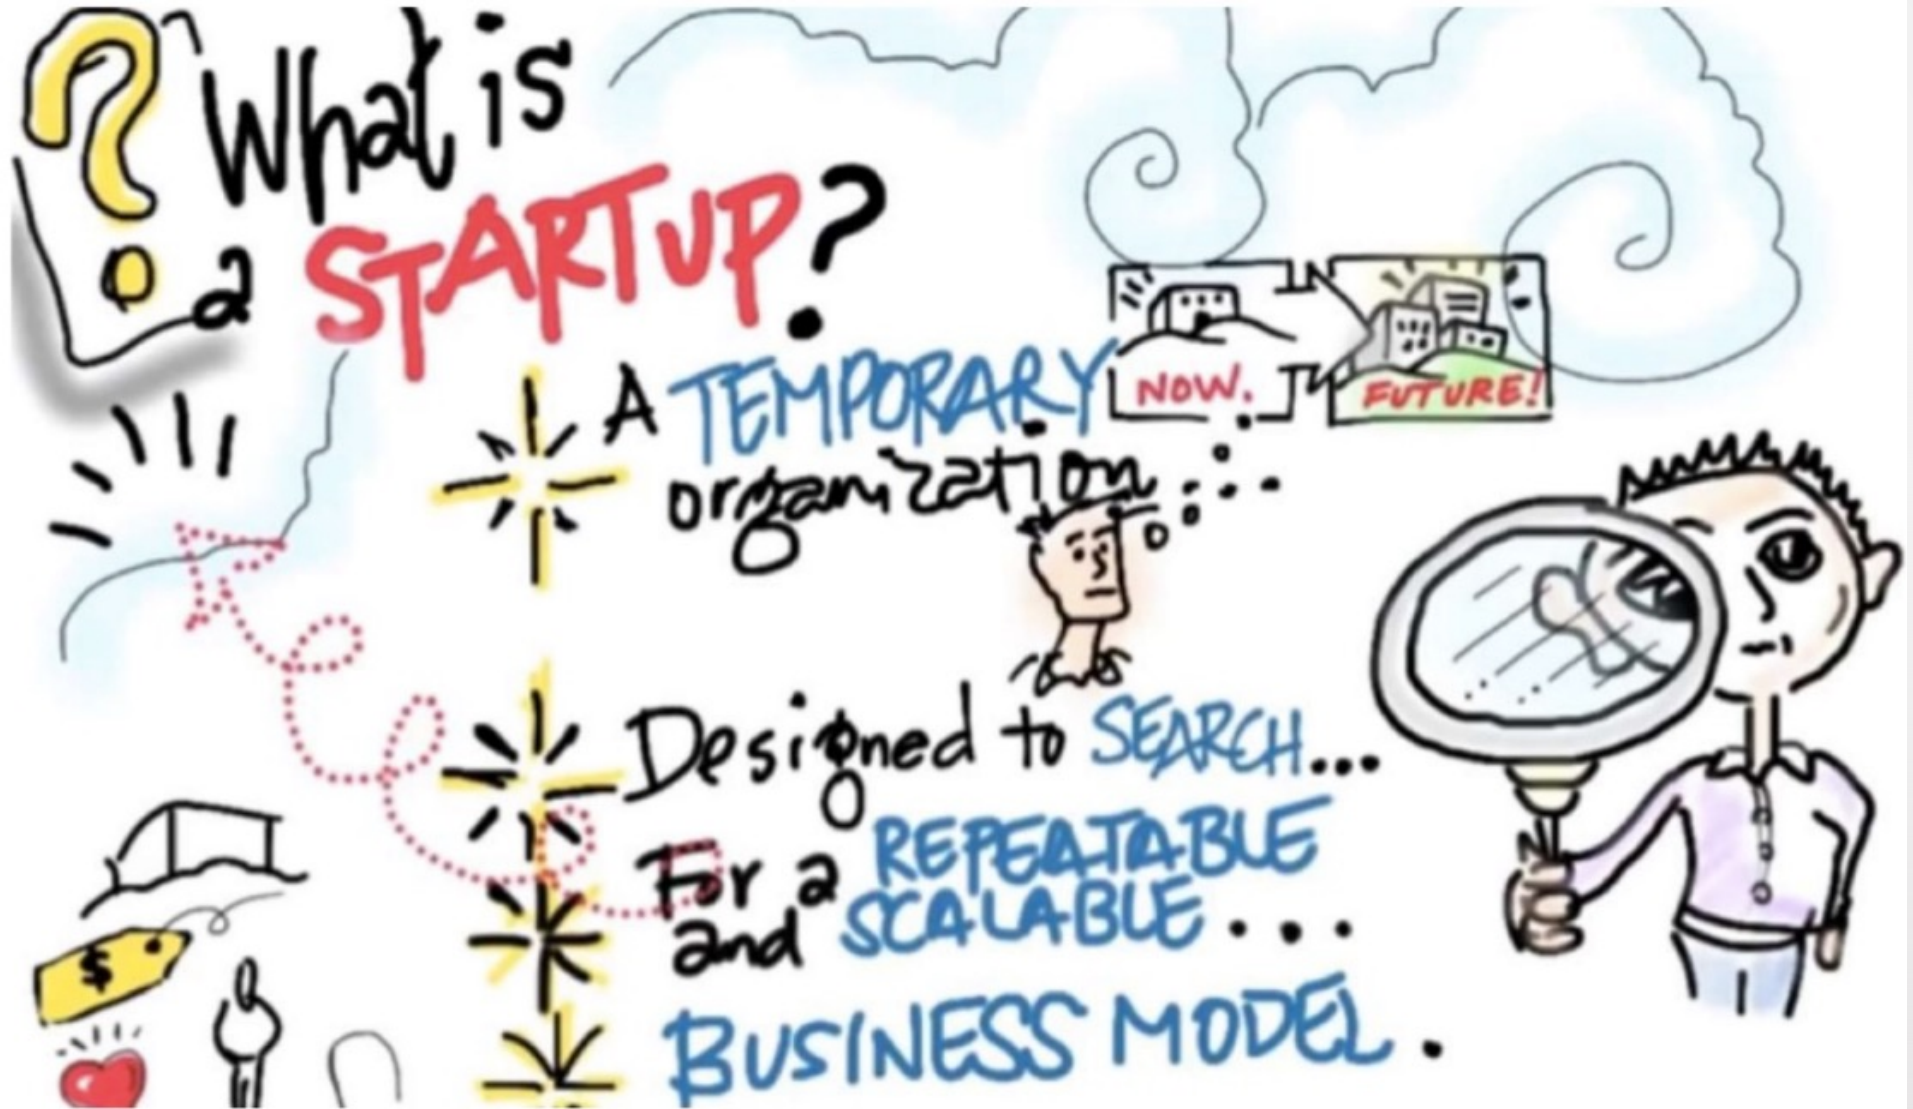 ?
What is
a STARTUP?
A TEMPORARY
organization
NOW.
FUTURE!
Designed to SEARCH...
For a REPEATABLE
and SCALABLE...
BUSINESS MODEL.
$